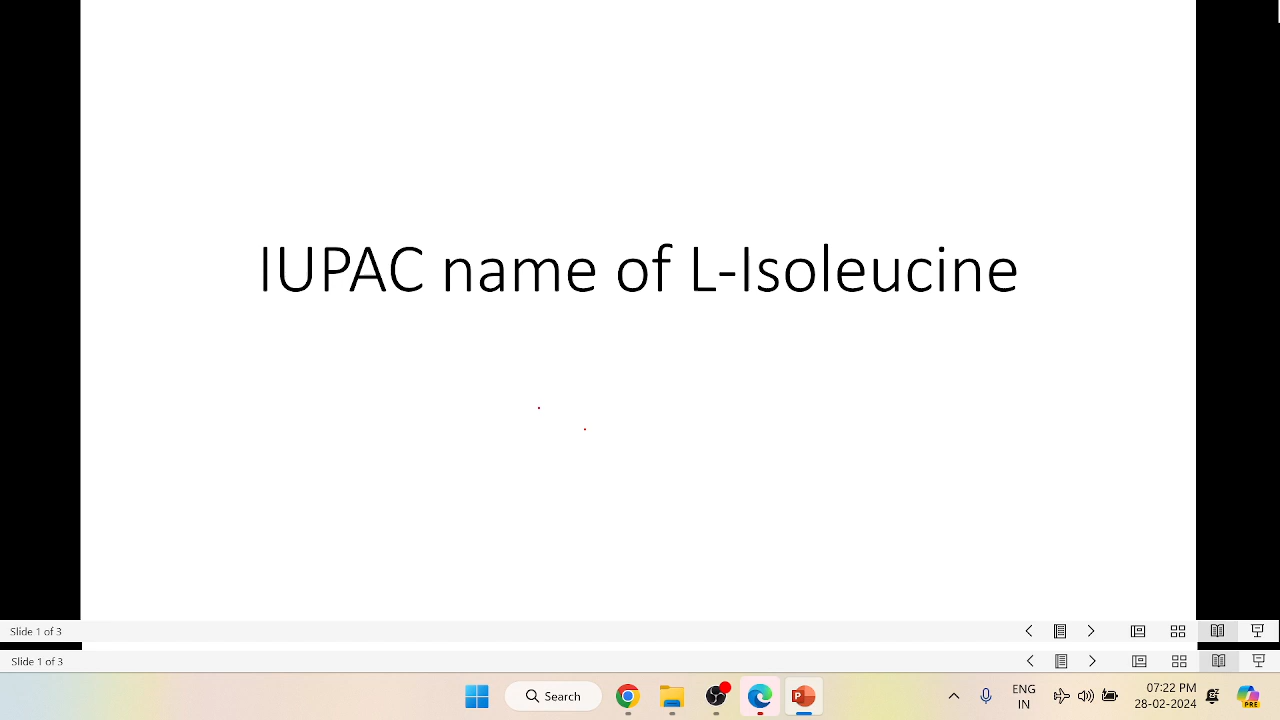 IUPAC name of L-Isoleucine
Slide 1 of 3
Slide 1 of 3
Search
ENG
IN
07:22 PM
28-02-2024
PRE